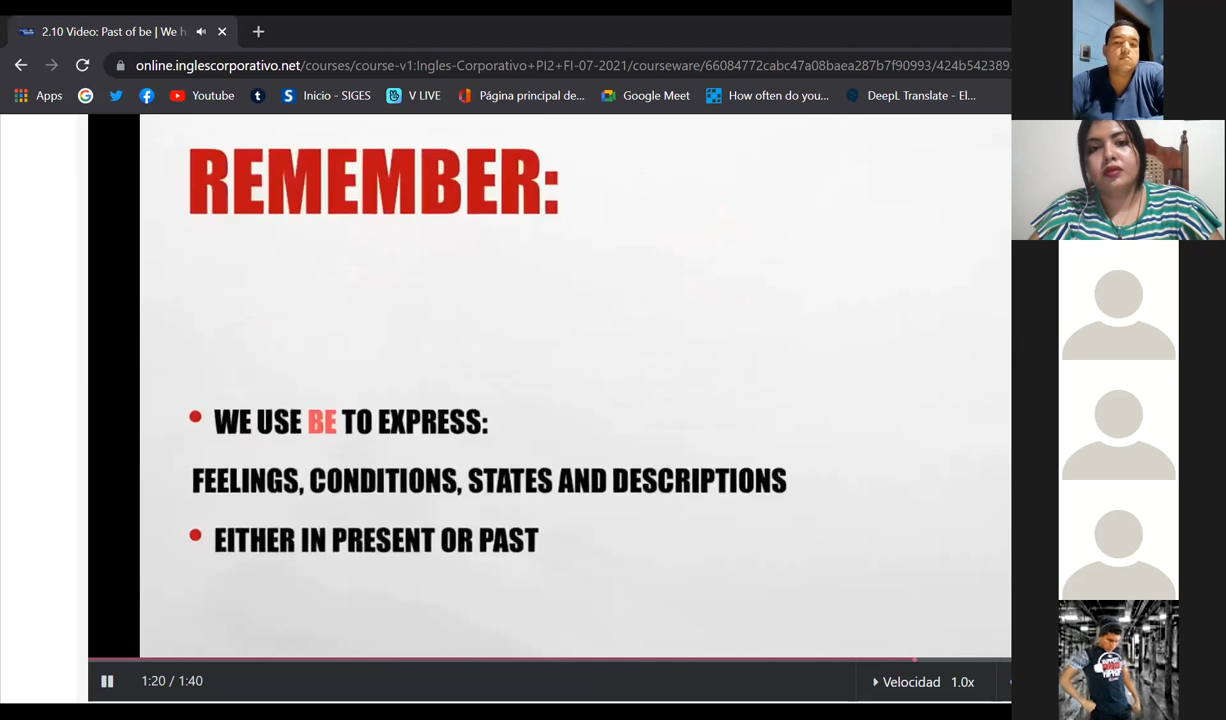 2.10 Video: Past of be | We h
online.inglescorporativo.net/courses/course-v1:Ingles-Corporativo+PI2+FI-07-2021/courseware/66084772cabc47a08baea287b7f90993/424b542389
Apps Youtube Inicio - SIGES V LIVE Página principal de... Google Meet How often do you... DeepL Translate - El...
REMEMBER:
• WE USE BE TO EXPRESS:
FEELINGS, CONDITIONS, STATES AND DESCRIPTIONS
• EITHER IN PRESENT OR PAST
1:20 / 1:40 Velocidad 1.0x